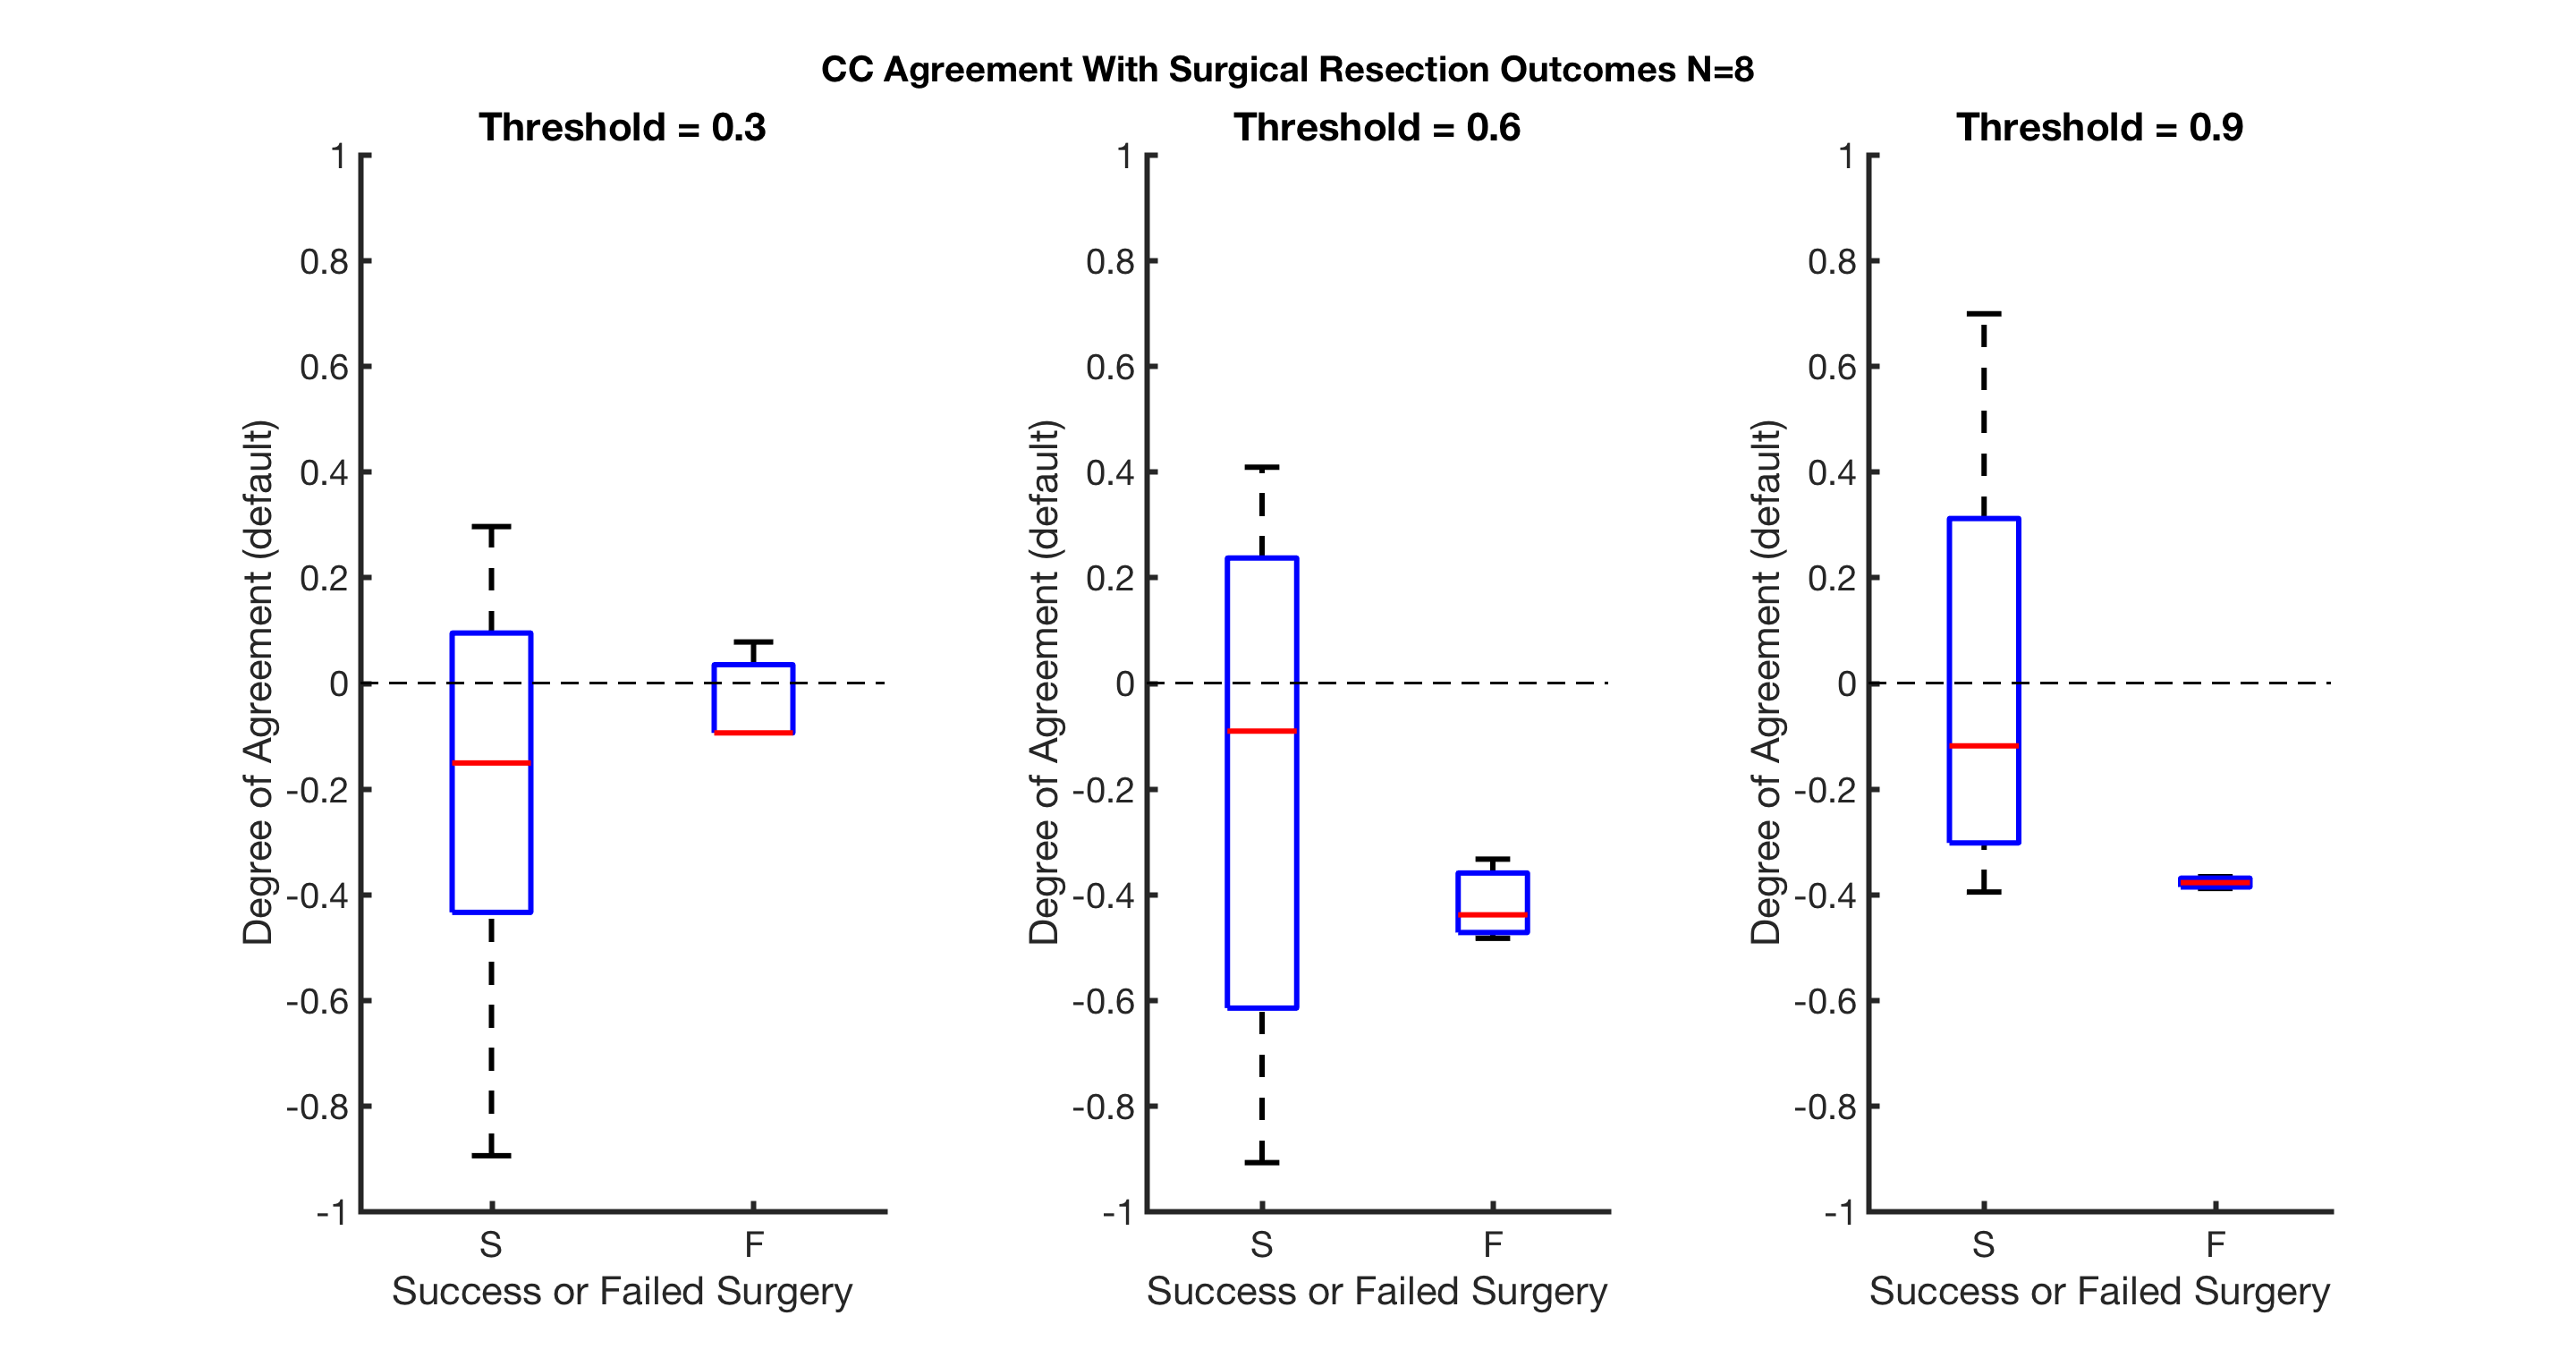 CC Agreement With Surgical Resection Outcomes N=8
Threshold = 0.3
1
0.8
0.6
0.4
0.2
0
-0.2
-0.4
-0.6
-0.8
-1
Degree of Agreement (default)
S F
Success or Failed Surgery
Threshold = 0.6
1
0.8
0.6
0.4
0.2
0
-0.2
-0.4
-0.6
-0.8
-1
Degree of Agreement (default)
S F
Success or Failed Surgery
Threshold = 0.9
1
0.8
0.6
0.4
0.2
0
-0.2
-0.4
-0.6
-0.8
-1
Degree of Agreement (default)
S F
Success or Failed Surgery